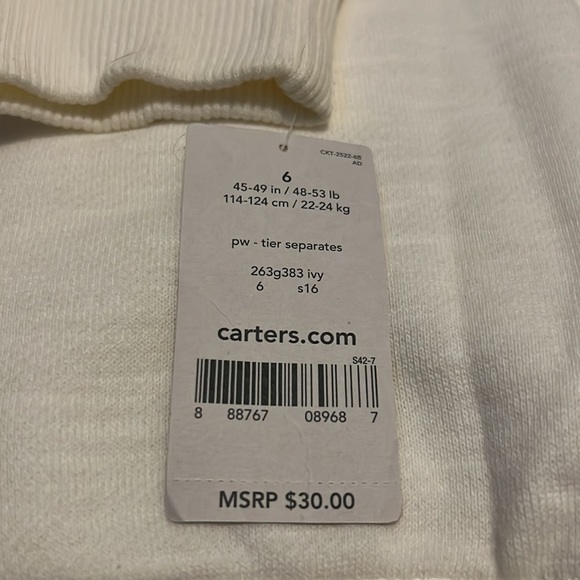 CKT-2522-6B
AD
6
45-49 in / 48-53 lb
114-124 cm / 22-24 kg
pw - tier separates
263g383 ivy
6 s16
carters.com
S42-7
8 88767 08968 7
MSRP $30.00